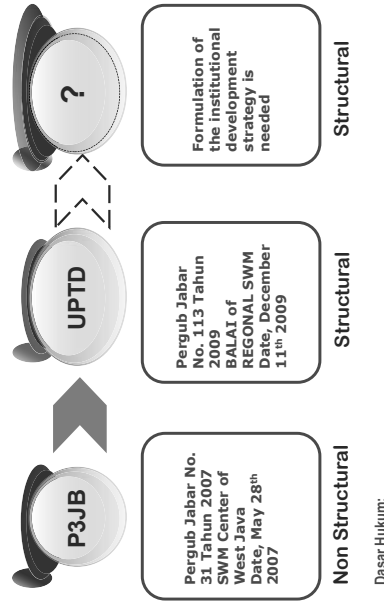 P3JB
Pergub Jabar No.
31 Tahun 2007
SWM Center of
West Java
Date, May 28th
2007
Non Structural
UPTD
Pergub Jabar
No. 113 Tahun
2009
BALAI of
REGONAL SWM
Date, December
11th 2009
Structural
?
Formulation of
the institutional
development
strategy is
needed
Structural
Dasar Hukum: